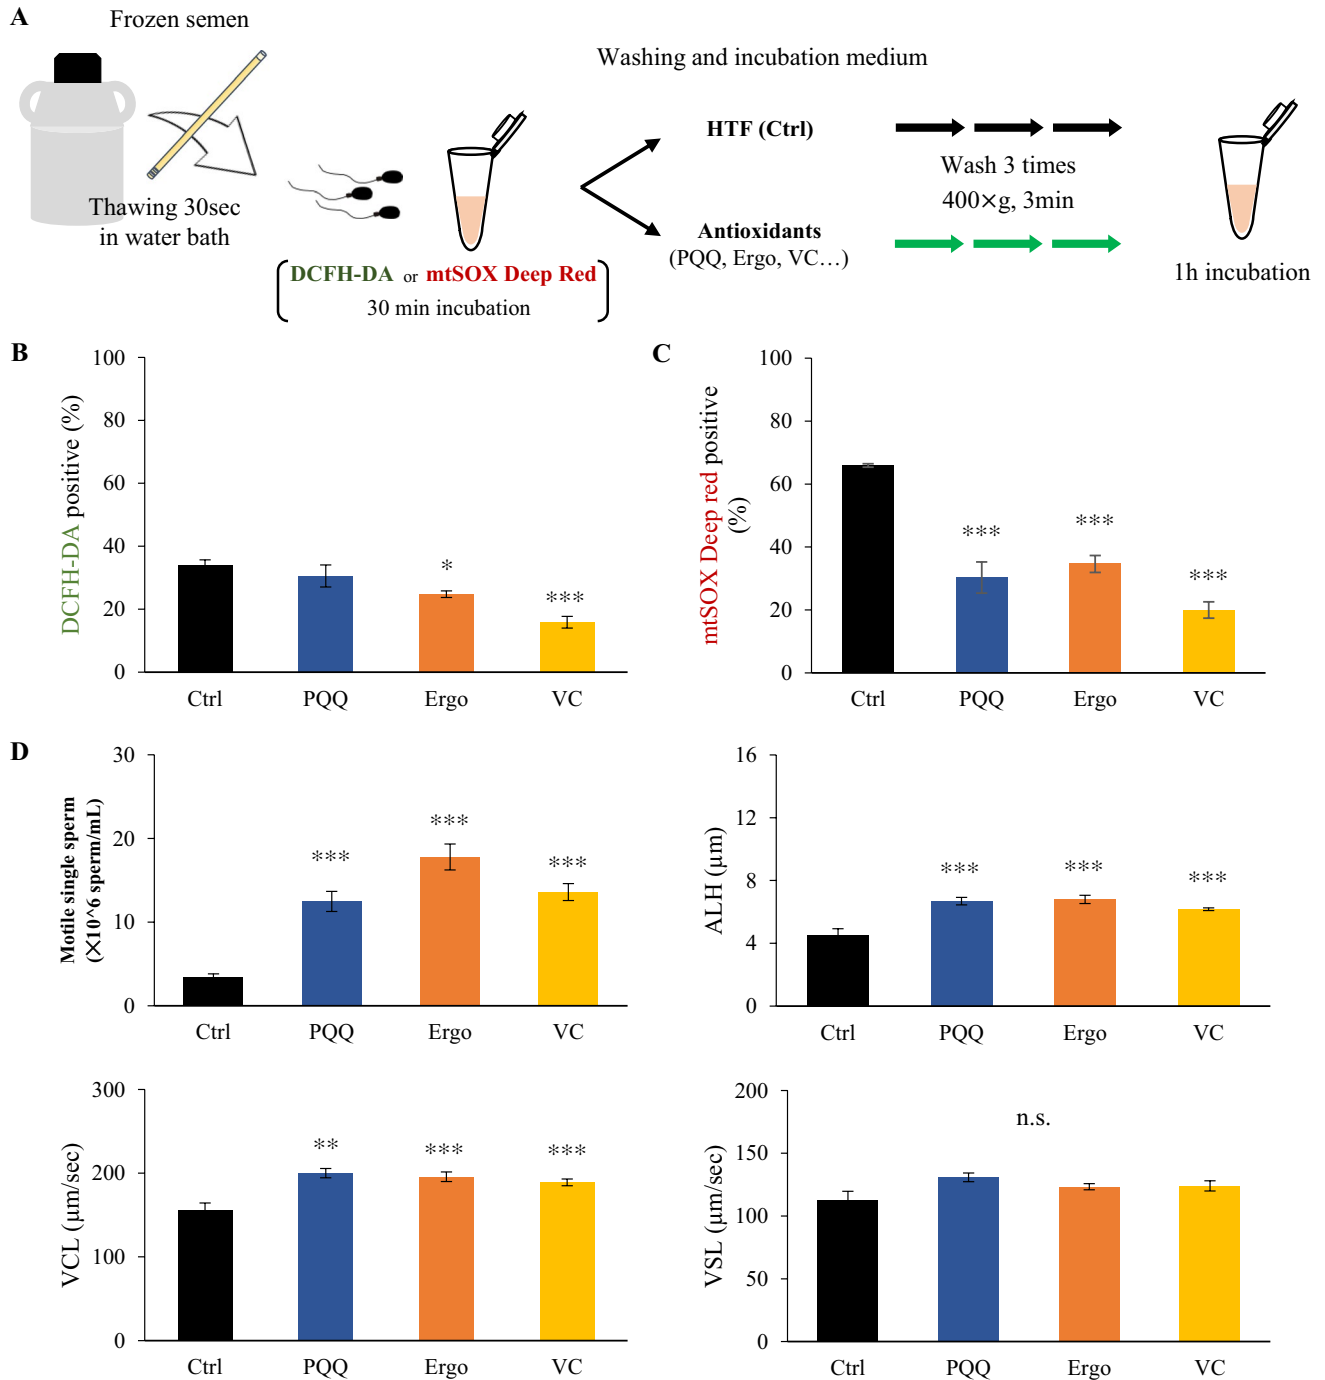 A
Frozen semen
Thawing 30sec
in water bath
DCFH-DA or mtSOX Deep Red
30 min incubation
Washing and incubation medium
HTF (Ctrl)
Antioxidants
(PQQ, Ergo, VC…)
Wash 3 times
400×g, 3min
1h incubation
B
DCFH-DA positive (%)
100
80
60
40
20
0
*
***
Ctrl PQQ Ergo VC
C
mtSOX Deep red positive
(%)
100
80
60
40
20
0
***
***
***
Ctrl PQQ Ergo VC
D
Motile single sperm
(×10^6 sperm/mL)
30
20
10
0
***
***
***
Ctrl PQQ Ergo VC
ALH (μm)
16
12
8
4
0
***
***
***
Ctrl PQQ Ergo VC
VCL (μm/sec)
300
200
100
0
**
***
***
Ctrl PQQ Ergo VC
VSL (μm/sec)
200
150
100
50
0
n.s.
Ctrl PQQ Ergo VC